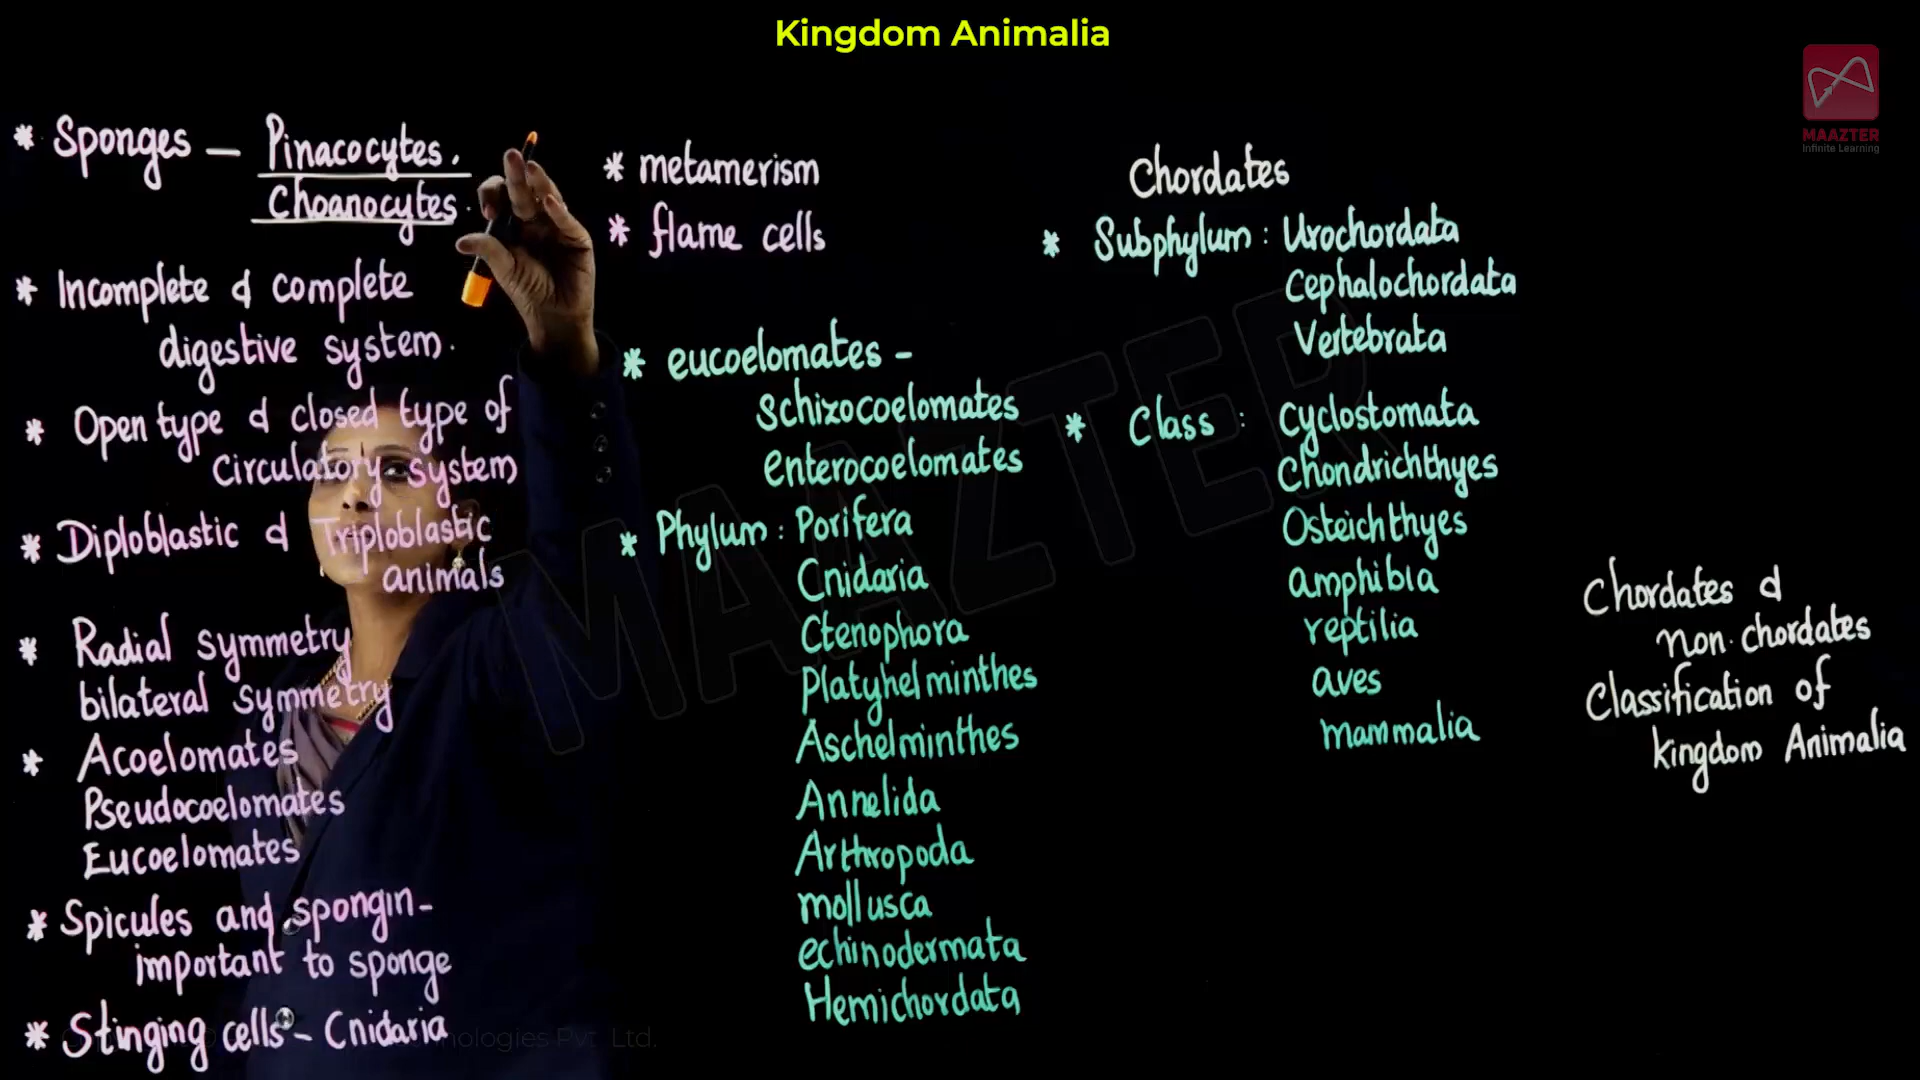 Kingdom Animalia
MAAZTER
Infinite Learning
* Sponges – Pinacocytes.
Choanocytes.
* Incomplete & complete
digestive system.
* Open type & closed type of
Circulatory system
* Diploblastic & Triploblastic
animals
* Radial symmetry
bilateral symmetry
* Acoelomates
Pseudocoelomates
Eucoelomates
* Spicules and spongin –
important to sponge
* Stinging cells – Cnidaria
* metamerism
* flame cells
* eucoelomates –
Schizocoelomates
enterocoelomates
* Phylum : Porifera
Cnidaria
Ctenophora
Platyhelminthes
Aschelminthes
Annelida
Arthropoda
mollusca
echinodermata
Hemichordata
Chordates
* Subphylum : Urochordata
Cephalochordata
Vertebrata
* Class : Cyclostomata
Chondrichthyes
Osteichthyes
amphibia
reptilia
aves
mammalia
Chordates &
non-chordates
Classification of
kingdom Animalia
MAAZTER
nologies Pvt. Ltd.